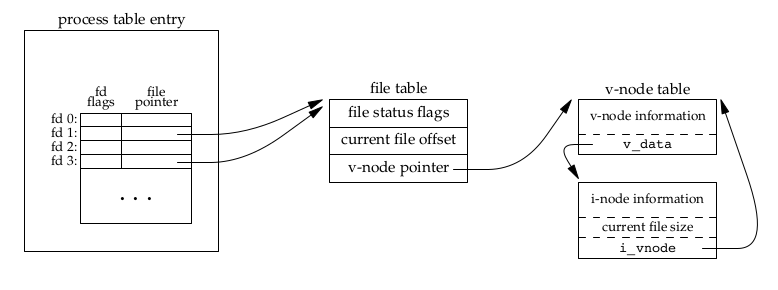 process table entry
fd
flags
file
pointer
fd 0:
fd 1:
fd 2:
fd 3:
. . .
file table
file status flags
current file offset
v-node pointer
v-node table
v-node information
v_data
i-node information
current file size
i_vnode